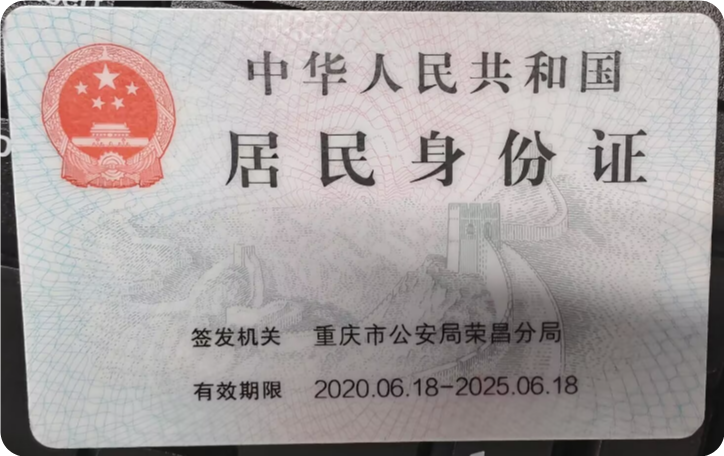 中华人民共和国
居民身份证
签发机关 重庆市公安局荣昌分局
有效期限 2020.06.18-2025.06.18